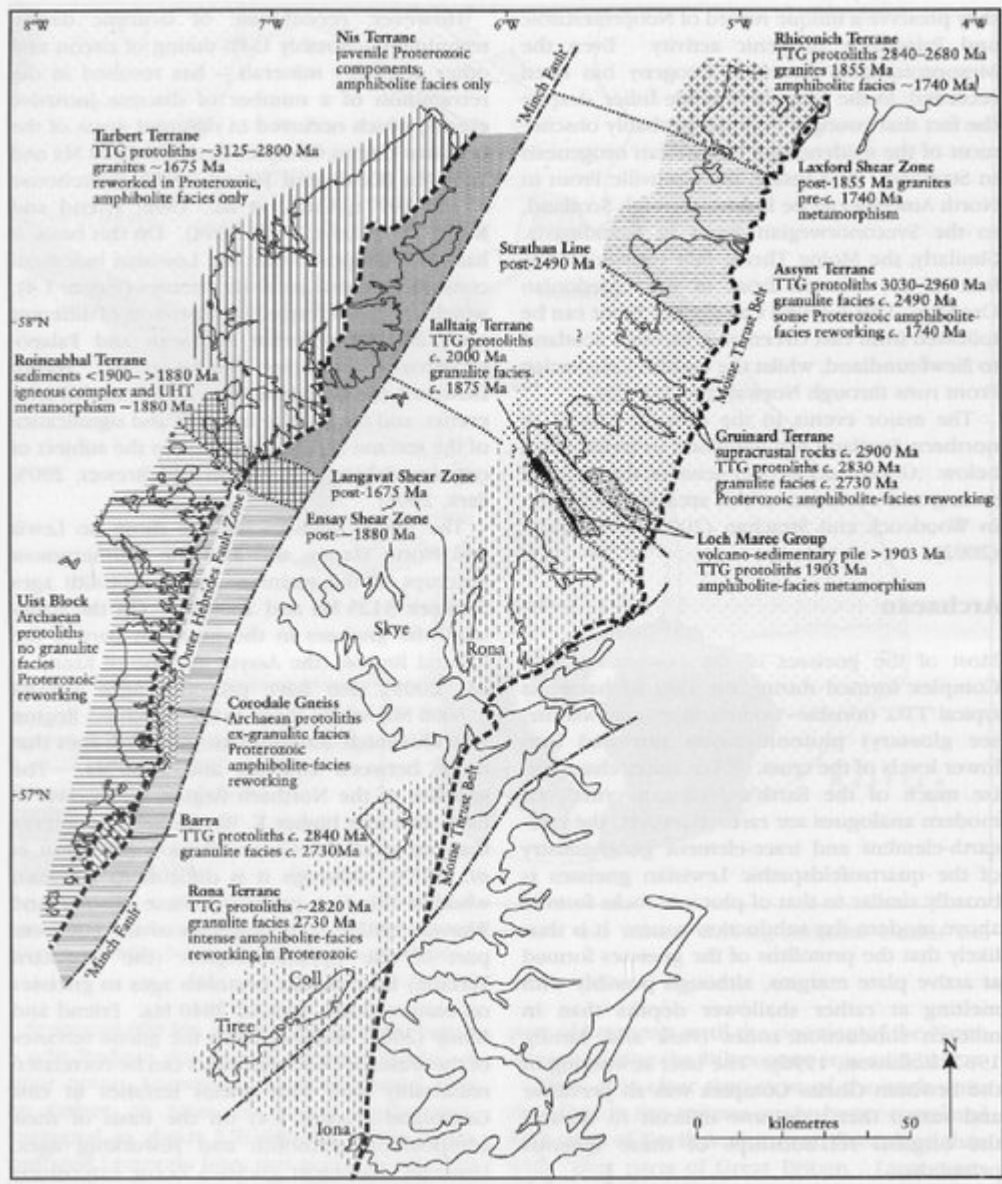 8°W
7°W
6°W
5°W
4°W
Nis Terrane
juvenile Proterozoic
components,
amphibolite facies only
Minch Fault
Rhiconich Terrane
TTG protoliths 2840–2680 Ma
granites 1855 Ma
amphibolite facies ~1740 Ma
Tarbert Terrane
TTG protoliths ~3125–2800 Ma
granites ~1675 Ma
reworked in Proterozoic,
amphibolite facies only
Laxford Shear Zone
post-1855 Ma granites
pre-c. 1740 Ma
metamorphism
Strathan Line
post-2490 Ma
Assynt Terrane
TTG protoliths 3030–2960 Ma
granulite facies c. 2490 Ma
some Proterozoic amphibolite-
facies reworking c. 1740 Ma
Moine Thrust Belt
58°N
Ialltaig Terrane
TTG protoliths
c. 2000 Ma
granulite facies
c. 1875 Ma
Roineabhal Terrane
sediments <1900– >1880 Ma
igneous complex and UHT
metamorphism ~1880 Ma
Gruinard Terrane
supracrustal rocks c. 2900 Ma
TTG protoliths c. 2830 Ma
granulite facies c. 2730 Ma
Proterozoic amphibolite-facies reworking
Langavat Shear Zone
post-1675 Ma
Ensay Shear Zone
post-~1880 Ma
Loch Maree Group
volcano-sedimentary pile >1903 Ma
TTG protoliths 1903 Ma
amphibolite-facies metamorphism
Outer Hebrides Fault Zone
Uist Block
Archaean
protoliths
no granulite
facies
Proterozoic
reworking
Skye
Rona
Corodale Gneiss
Archaean protoliths
ex-granulite facies
Proterozoic
amphibolite-facies
reworking
57°N
Barra
TTG protoliths c. 2840 Ma
granulite facies c. 2730Ma
Moine Thrust Belt
Rona Terrane
TTG protoliths ~2820 Ma
granulite facies 2730 Ma
intense amphibolite-facies
reworking in Proterozoic
Minch Fault
Coll
Tiree
Iona
N
0 kilometres 50